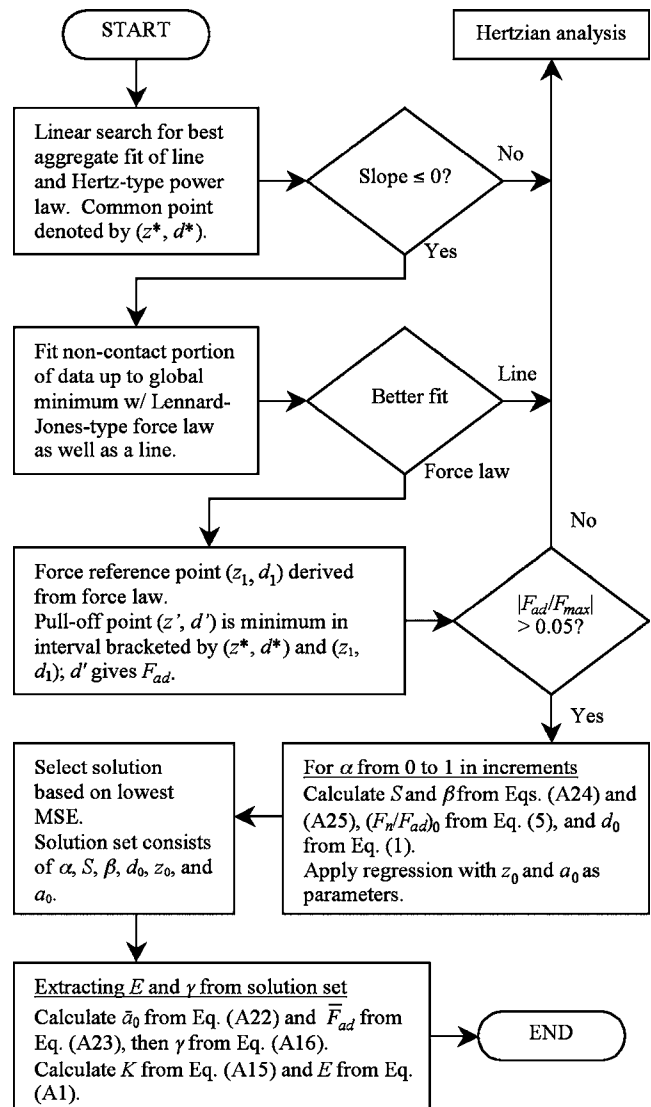 START
Hertzian analysis
Linear search for best
aggregate fit of line
and Hertz-type power
law. Common point
denoted by (z*, d*).
Slope ≤ 0?
No
Yes
Fit non-contact portion
of data up to global
minimum w/ Lennard-
Jones-type force law
as well as a line.
Better fit
Line
Force law
Force reference point (z₁, d₁) derived
from force law.
Pull-off point (z', d') is minimum in
interval bracketed by (z*, d*) and (z₁,
d₁); d' gives F_ad.
|F_ad/F_max|
> 0.05?
No
Yes
For α from 0 to 1 in increments
Calculate S and β from Eqs. (A24) and
(A25), (F_n/F_ad)₀ from Eq. (5), and d₀
from Eq. (1).
Apply regression with z₀ and a₀ as
parameters.
Select solution
based on lowest
MSE.
Solution set consists
of α, S, β, d₀, z₀, and
a₀.
Extracting E and γ from solution set
Calculate ā₀ from Eq. (A22) and F̅_ad from
Eq. (A23), then γ from Eq. (A16).
Calculate K from Eq. (A15) and E from Eq.
(A1).
END